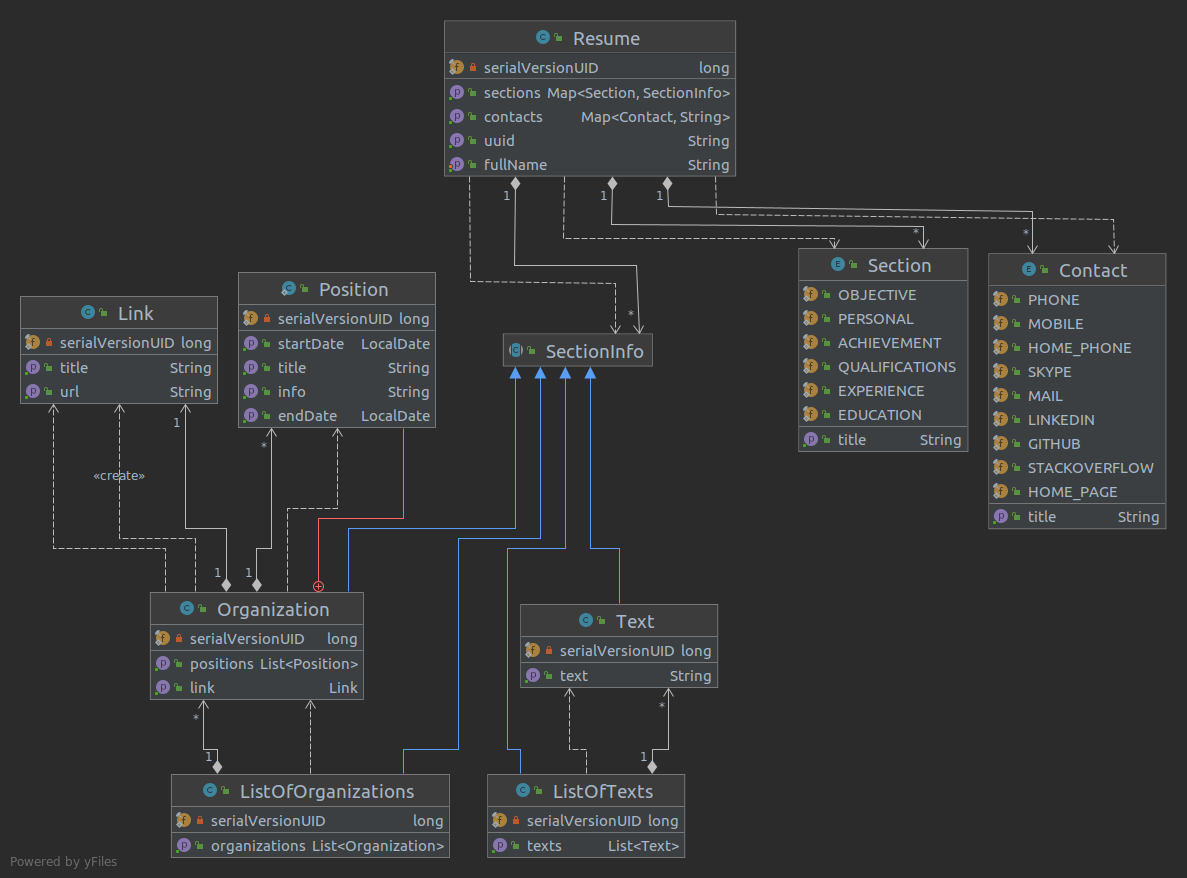 Resume
serialVersionUID long
sections Map<Section, SectionInfo>
contacts Map<Contact, String>
uuid String
fullName String
1 1 1
* * *
Section
OBJECTIVE
PERSONAL
ACHIEVEMENT
QUALIFICATIONS
EXPERIENCE
EDUCATION
title String
Contact
PHONE
MOBILE
HOME_PHONE
SKYPE
MAIL
LINKEDIN
GITHUB
STACKOVERFLOW
HOME_PAGE
title String
Position
serialVersionUID long
startDate LocalDate
title String
info String
endDate LocalDate
Link
serialVersionUID long
title String
url String
SectionInfo
1 *
«create»
1 1
Organization
serialVersionUID long
positions List<Position>
link Link
Text
serialVersionUID long
text String
* *
1 1
ListOfOrganizations
serialVersionUID long
organizations List<Organization>
ListOfTexts
serialVersionUID long
texts List<Text>
Powered by yFiles